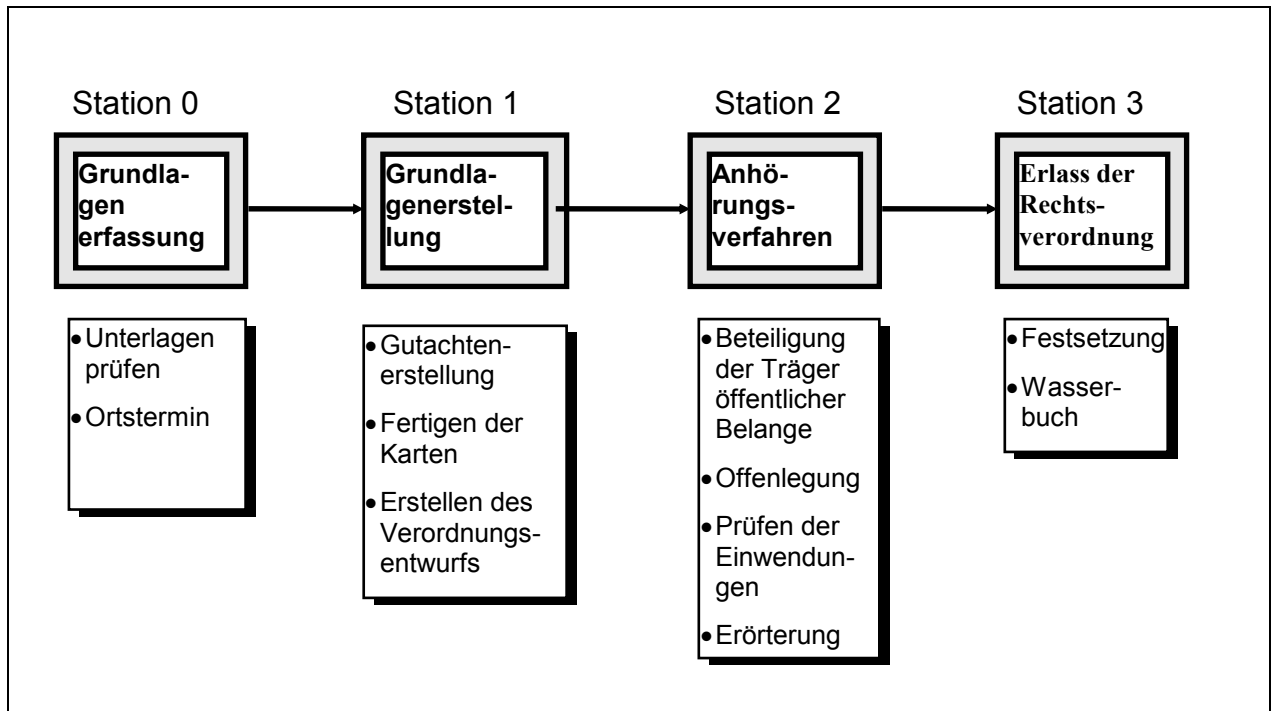 Station 0
Grundla-
gen
erfassung
• Unterlagen
prüfen
• Ortstermin
Station 1
Grundla-
generstel-
lung
• Gutachten-
erstellung
• Fertigen der
Karten
• Erstellen des
Verordnungs-
entwurfs
Station 2
Anhö-
rungs-
verfahren
• Beteiligung
der Träger
öffentlicher
Belange
• Offenlegung
• Prüfen der
Einwendun-
gen
• Erörterung
Station 3
Erlass der
Rechts-
verordnung
• Festsetzung
• Wasser-
buch